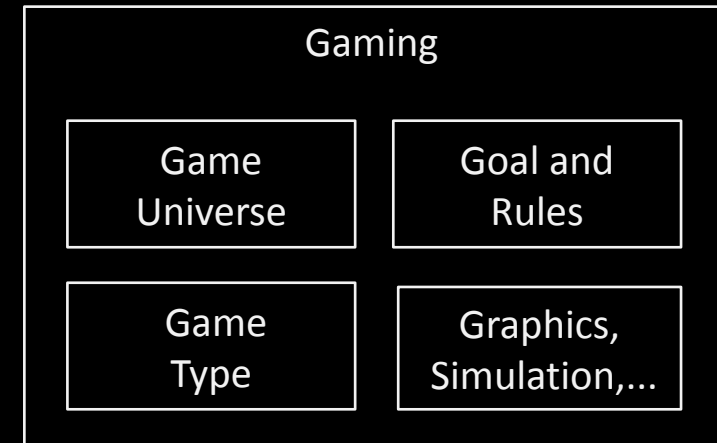 Gaming
Game
Universe
Goal and
Rules
Game
Type
Graphics,
Simulation,...